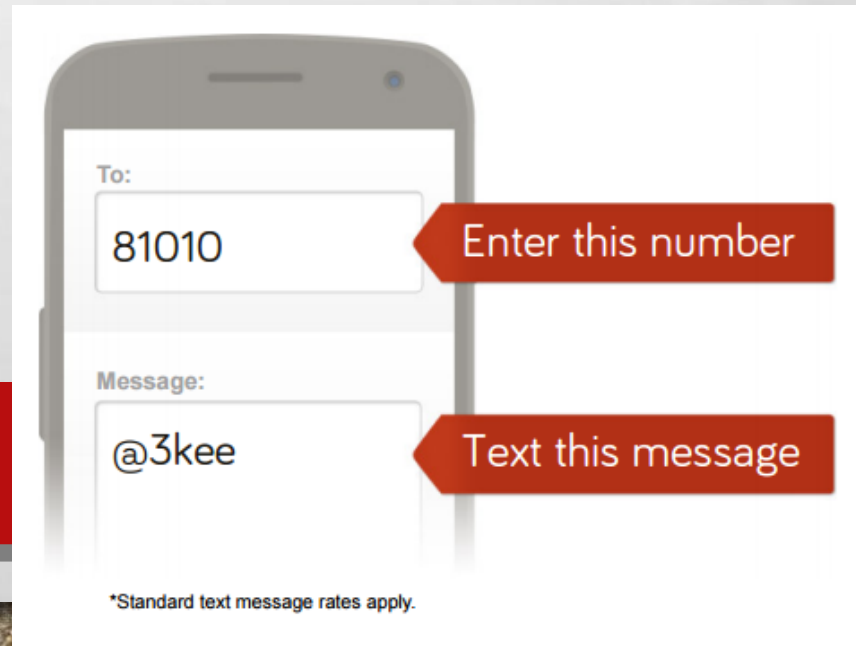 To:
81010
Enter this number
Message:
@3kee
Text this message
*Standard text message rates apply.